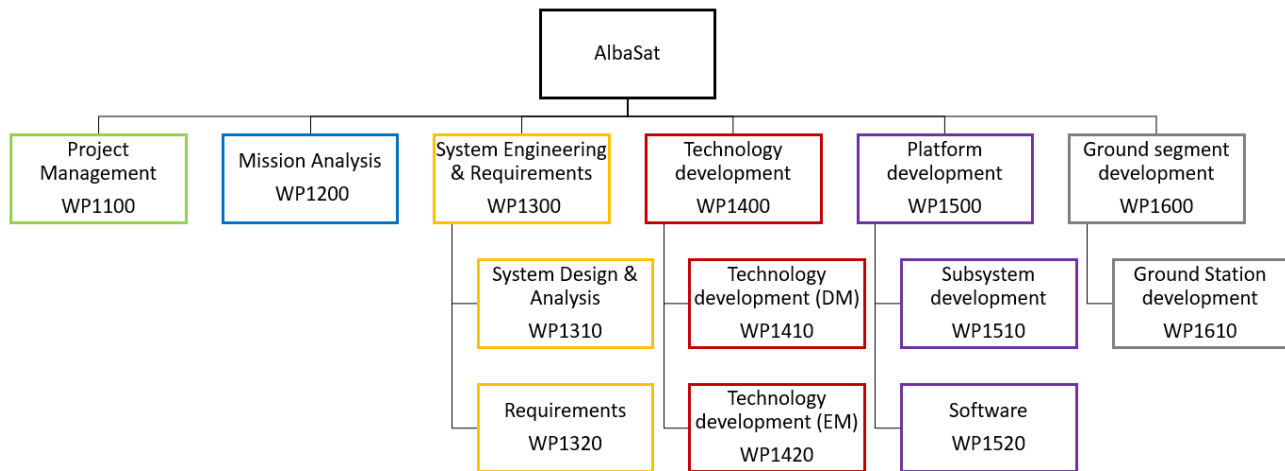 AlbaSat
Project
Management
WP1100
Mission Analysis
WP1200
System Engineering
& Requirements
WP1300
Technology
development
WP1400
Platform
development
WP1500
Ground segment
development
WP1600
System Design &
Analysis
WP1310
Technology
development (DM)
WP1410
Subsystem
development
WP1510
Ground Station
development
WP1610
Requirements
WP1320
Technology
development (EM)
WP1420
Software
WP1520